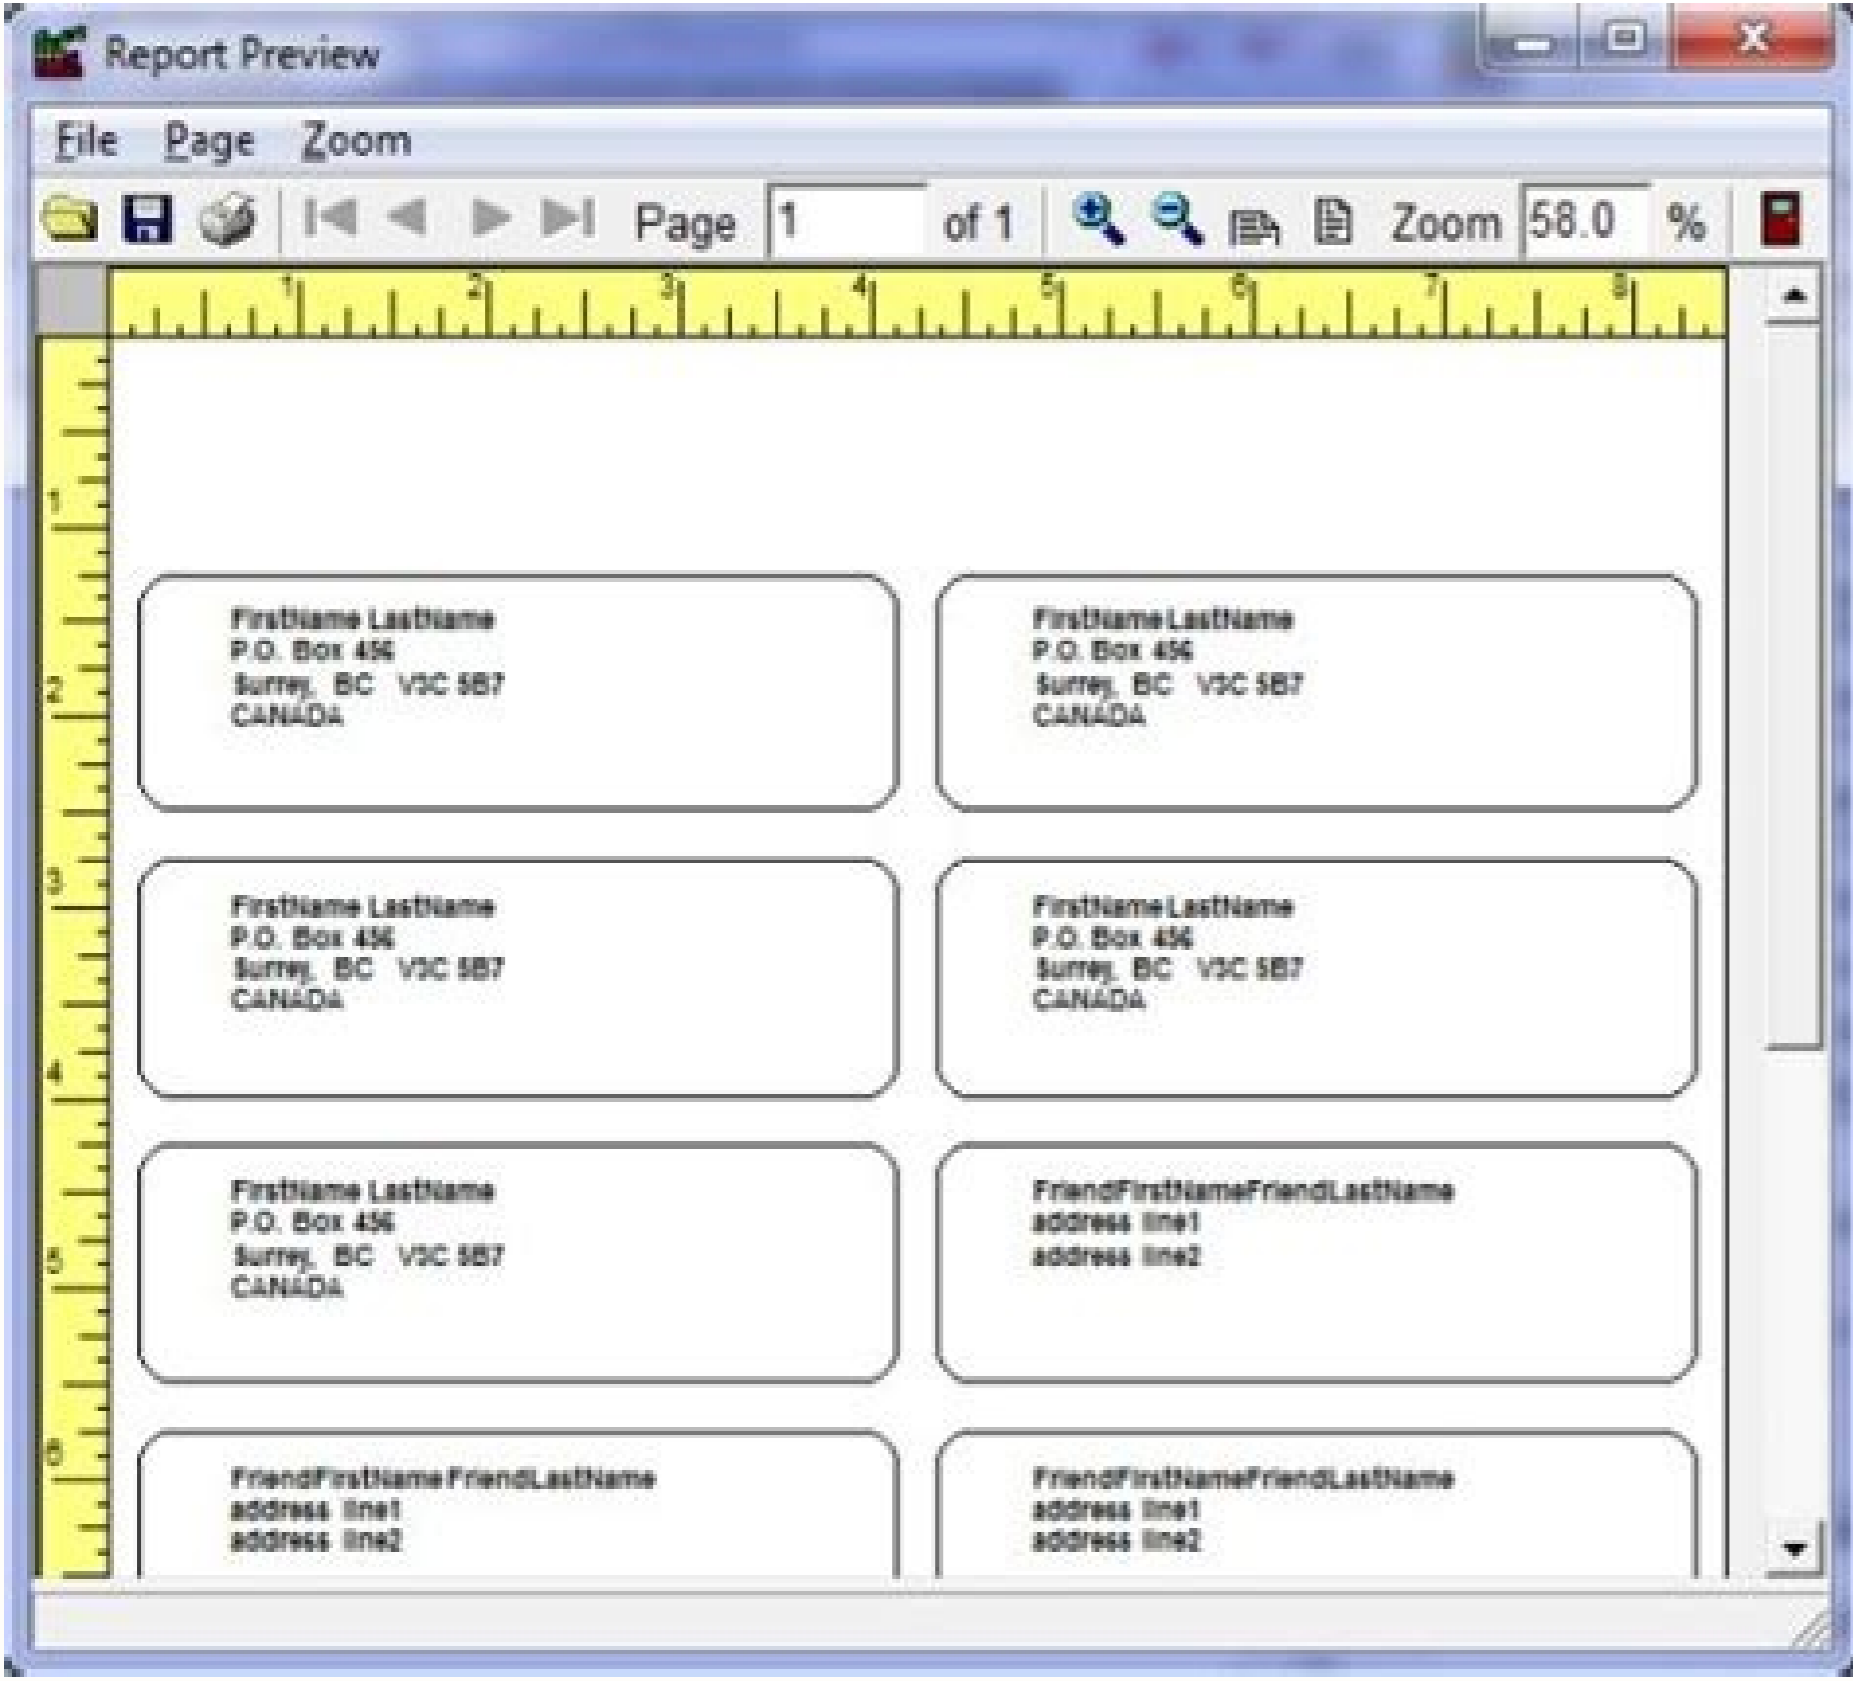 Report Preview
File Page Zoom
Page 1 of 1 Zoom 58.0 %
1 2 3 4 5 6 7 8
1
2
3
4
5
6
FirstName LastName
P.O. Box 456
Surrey, BC V3C 5B7
CANADA
FirstName LastName
P.O. Box 456
Surrey, BC V3C 5B7
CANADA
FirstName LastName
P.O. Box 456
Surrey, BC V3C 5B7
CANADA
FirstName LastName
P.O. Box 456
Surrey, BC V3C 5B7
CANADA
FirstName LastName
P.O. Box 456
Surrey, BC V3C 5B7
CANADA
FriendFirstNameFriendLastName
address line1
address line2
FriendFirstName FriendLastName
address line1
address line2
FriendFirstNameFriendLastName
address line1
address line2